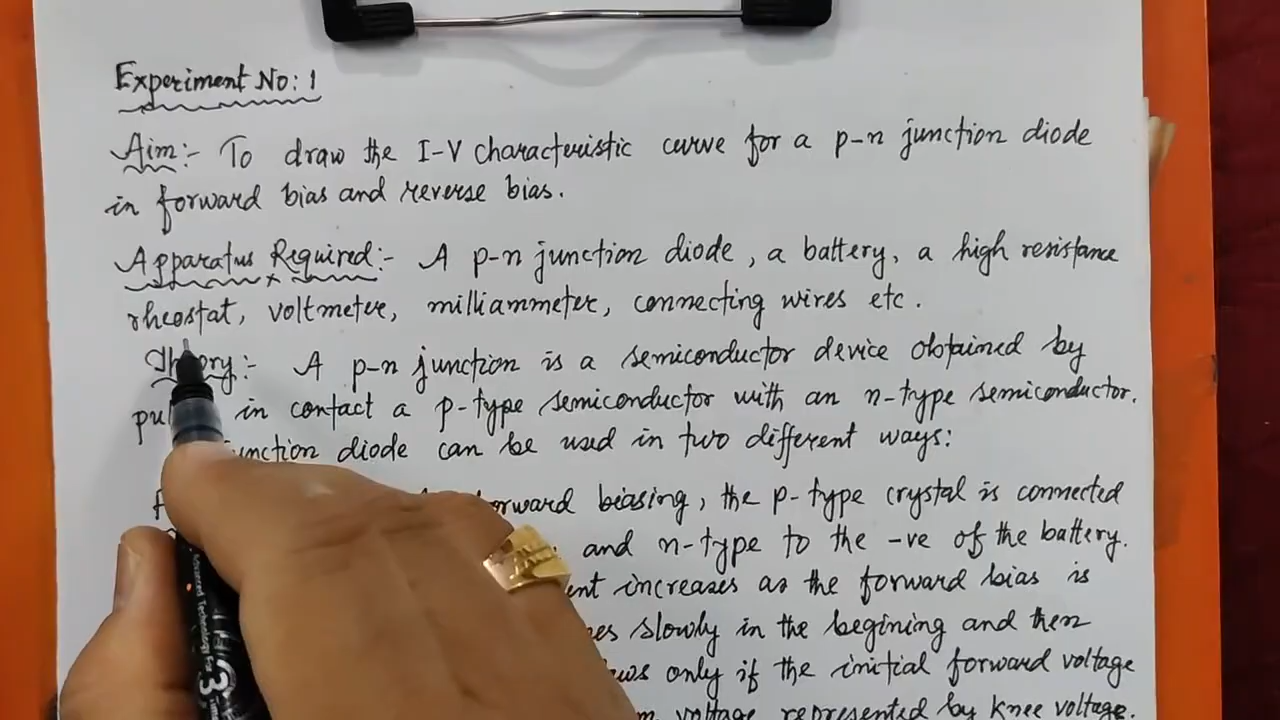 Experiment No: 1
Aim:- To draw the I-V characteristic curve for a p-n junction diode
in forward bias and reverse bias.
Apparatus Required:- A p-n junction diode, a battery, a high resistance
rheostat, voltmeter, milliammeter, connecting wires etc.
Theory:- A p-n junction is a semiconductor device obtained by
in contact a p-type semiconductor with an n-type semiconductor.
junction diode can be used in two different ways:
forward biasing, the p-type crystal is connected
and n-type to the -ve of the battery.
increases as the forward bias is
slowly in the begining and then
only if the initial forward voltage
voltage represented by knee voltage.